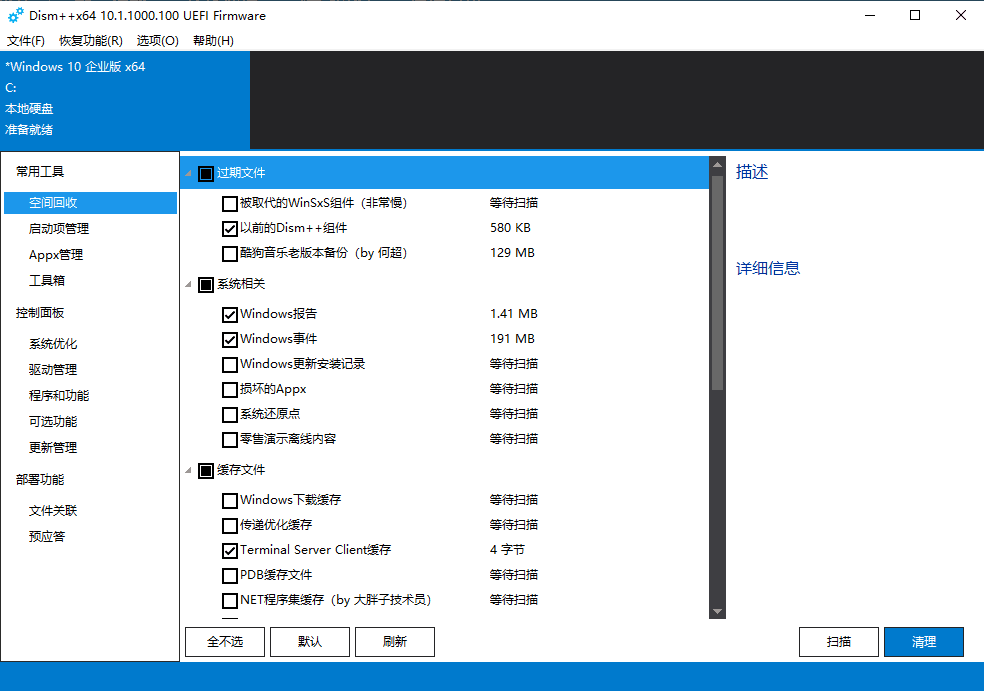 Dism++x64 10.1.1000.100 UEFI Firmware
文件(F) 恢复功能(R) 选项(O) 帮助(H)
*Windows 10 企业版 x64
C:
本地硬盘
准备就绪
常用工具
空间回收
启动项管理
Appx管理
工具箱
控制面板
系统优化
驱动管理
程序和功能
可选功能
更新管理
部署功能
文件关联
预应答
过期文件
被取代的WinSxS组件（非常慢） 等待扫描
以前的Dism++组件 580 KB
酷狗音乐老版本备份（by 何超） 129 MB
系统相关
Windows报告 1.41 MB
Windows事件 191 MB
Windows更新安装记录 等待扫描
损坏的Appx 等待扫描
系统还原点 等待扫描
零售演示离线内容 等待扫描
缓存文件
Windows下载缓存 等待扫描
传递优化缓存 等待扫描
Terminal Server Client缓存 4 字节
PDB缓存文件 等待扫描
NET程序集缓存（by 大胖子技术员） 等待扫描
描述
详细信息
全不选 默认 刷新 扫描 清理